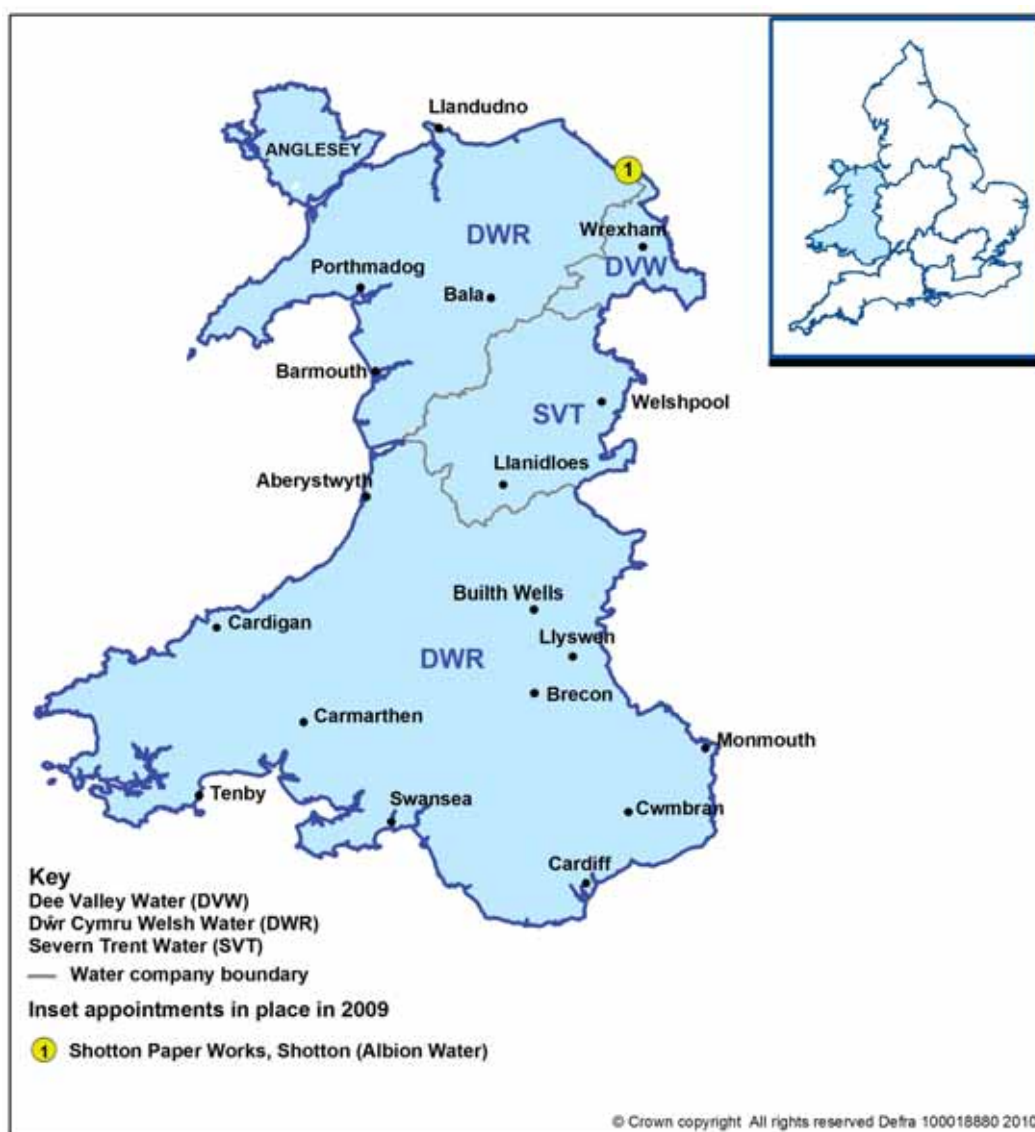 Llandudno
ANGLESEY
1
DWR
Wrexham
DVW
Porthmadog
Bala
Barmouth
SVT
Welshpool
Llanidloes
Aberystwyth
Builth Wells
Cardigan
Llyswen
DWR
Brecon
Carmarthen
Monmouth
Tenby
Swansea
Cwmbran
Cardiff
Key
Dee Valley Water (DVW)
Dŵr Cymru Welsh Water (DWR)
Severn Trent Water (SVT)
Water company boundary
Inset appointments in place in 2009
1 Shotton Paper Works, Shotton (Albion Water)
© Crown copyright All rights reserved Defra 100018880 2010